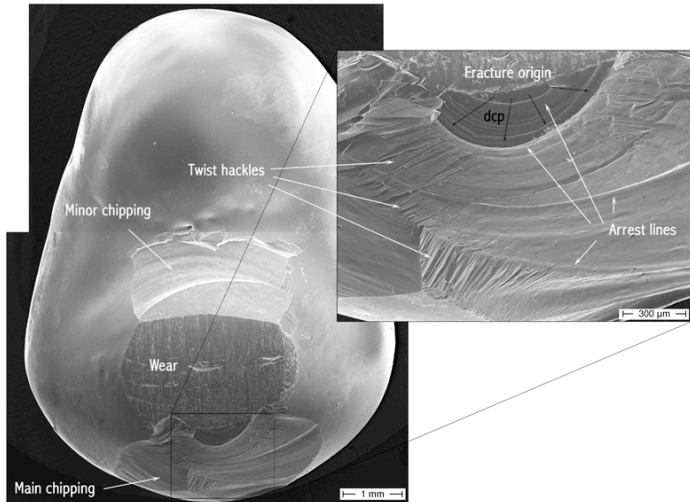 Fracture origin
dcp
Twist hackles
Minor chipping
Arrest lines
300 µm
Wear
Main chipping
1 mm